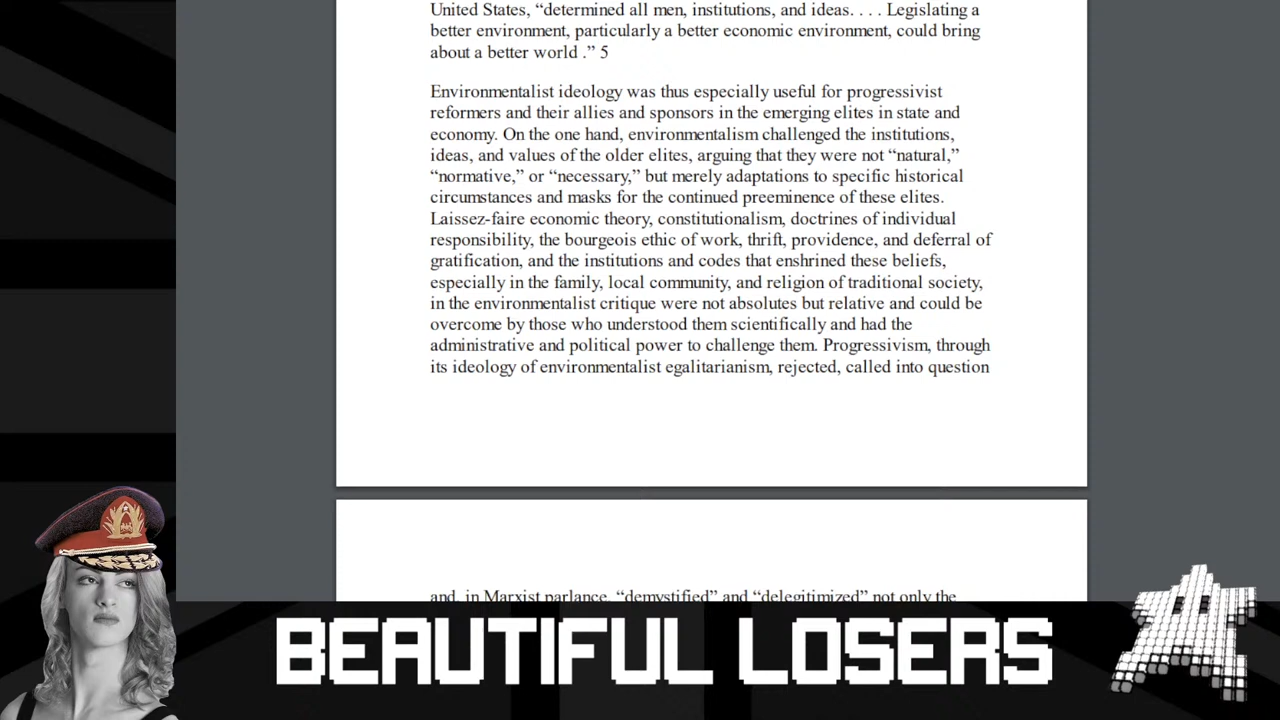 United States, “determined all men, institutions, and ideas. . . . Legislating a
better environment, particularly a better economic environment, could bring
about a better world .” 5
Environmentalist ideology was thus especially useful for progressivist
reformers and their allies and sponsors in the emerging elites in state and
economy. On the one hand, environmentalism challenged the institutions,
ideas, and values of the older elites, arguing that they were not “natural,”
“normative,” or “necessary,” but merely adaptations to specific historical
circumstances and masks for the continued preeminence of these elites.
Laissez-faire economic theory, constitutionalism, doctrines of individual
responsibility, the bourgeois ethic of work, thrift, providence, and deferral of
gratification, and the institutions and codes that enshrined these beliefs,
especially in the family, local community, and religion of traditional society,
in the environmentalist critique were not absolutes but relative and could be
overcome by those who understood them scientifically and had the
administrative and political power to challenge them. Progressivism, through
its ideology of environmentalist egalitarianism, rejected, called into question
and, in Marxist parlance, “demystified” and “delegitimized” not only the
BEAUTIFUL LOSERS